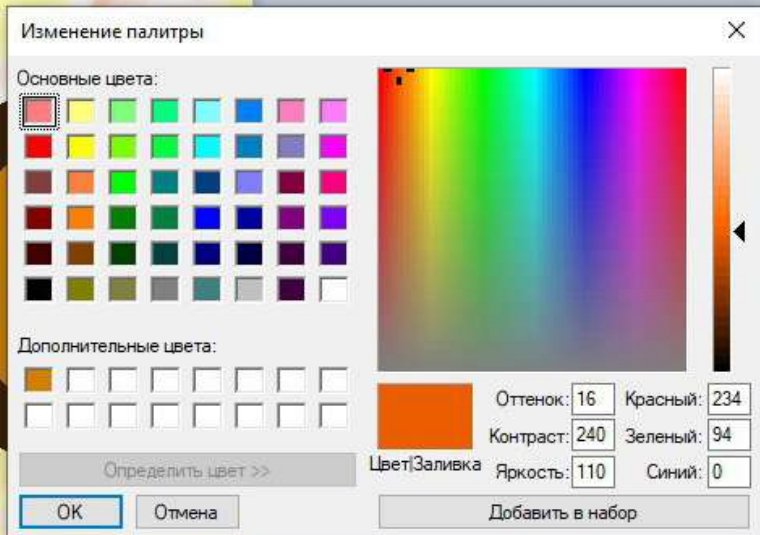 Изменение палитры
Основные цвета:
Дополнительные цвета:
Определить цвет >>
OK
Отмена
Цвет|Заливка
Оттенок: 16
Контраст: 240
Яркость: 110
Красный: 234
Зеленый: 94
Синий: 0
Добавить в набор